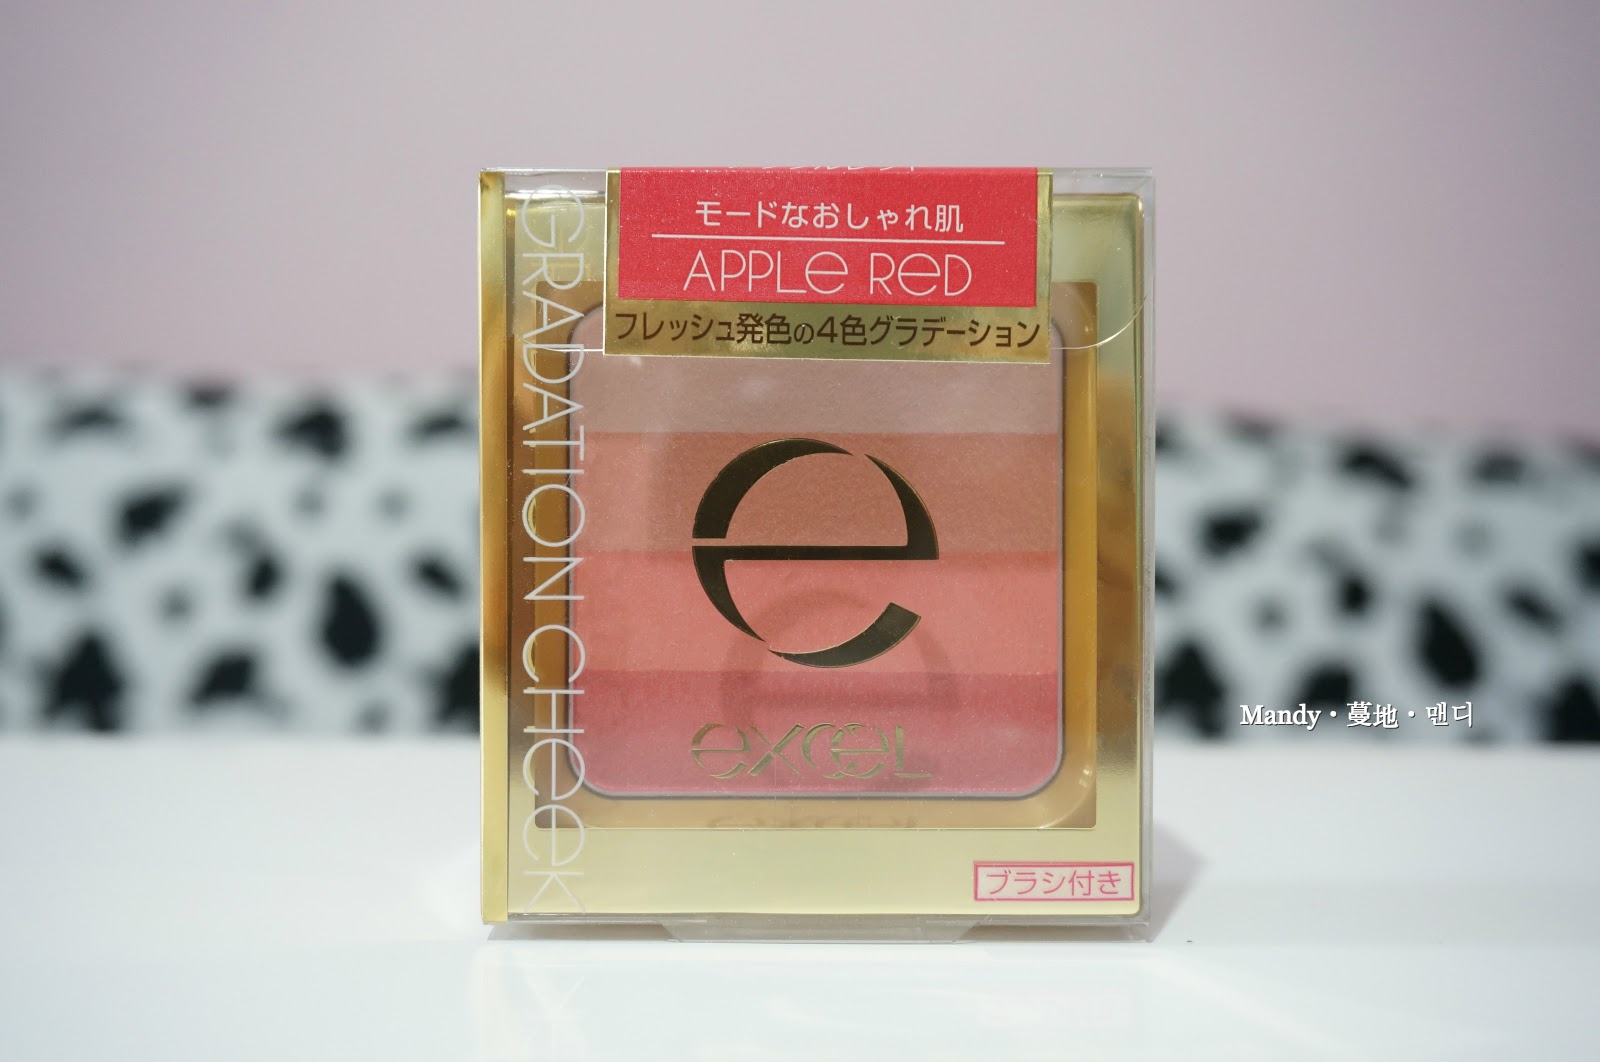 モードなおしゃれ肌
APPLE RED
フレッシュ発色の4色グラデーション
GRADATION CHEEK
e
excel
ブラシ付き
Mandy・蔓地・맨디